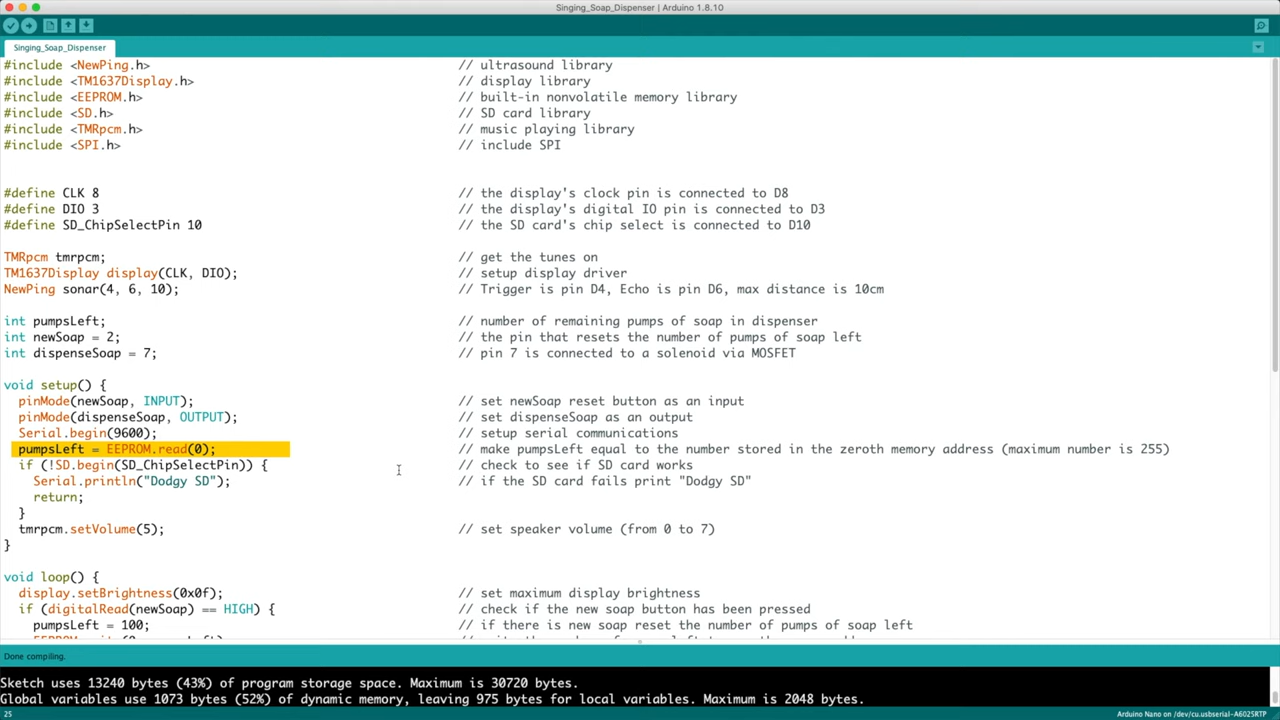 Singing_Soap_Dispenser | Arduino 1.8.10
Singing_Soap_Dispenser
#include <NewPing.h> // ultrasound library
#include <TM1637Display.h> // display library
#include <EEPROM.h> // built-in nonvolatile memory library
#include <SD.h> // SD card library
#include <TMRpcm.h> // music playing library
#include <SPI.h> // include SPI
#define CLK 8 // the display's clock pin is connected to D8
#define DIO 3 // the display's digital IO pin is connected to D3
#define SD_ChipSelectPin 10 // the SD card's chip select is connected to D10
TMRpcm tmrpcm; // get the tunes on
TM1637Display display(CLK, DIO); // setup display driver
NewPing sonar(4, 6, 10); // Trigger is pin D4, Echo is pin D6, max distance is 10cm
int pumpsLeft; // number of remaining pumps of soap in dispenser
int newSoap = 2; // the pin that resets the number of pumps of soap left
int dispenseSoap = 7; // pin 7 is connected to a solenoid via MOSFET
void setup() {
pinMode(newSoap, INPUT); // set newSoap reset button as an input
pinMode(dispenseSoap, OUTPUT); // set dispenseSoap as an output
Serial.begin(9600); // setup serial communications
pumpsLeft = EEPROM.read(0); // make pumpsLeft equal to the number stored in the zeroth memory address (maximum number is 255)
if (!SD.begin(SD_ChipSelectPin)) { // check to see if SD card works
Serial.println("Dodgy SD"); // if the SD card fails print "Dodgy SD"
return;
}
tmrpcm.setVolume(5); // set speaker volume (from 0 to 7)
}
void loop() {
display.setBrightness(0x0f); // set maximum display brightness
if (digitalRead(newSoap) == HIGH) { // check if the new soap button has been pressed
pumpsLeft = 100; // if there is new soap reset the number of pumps of soap left
Done compiling.
Sketch uses 13240 bytes (43%) of program storage space. Maximum is 30720 bytes.
Global variables use 1073 bytes (52%) of dynamic memory, leaving 975 bytes for local variables. Maximum is 2048 bytes.
25 Arduino Nano on /dev/cu.usbserial-A6025RTP